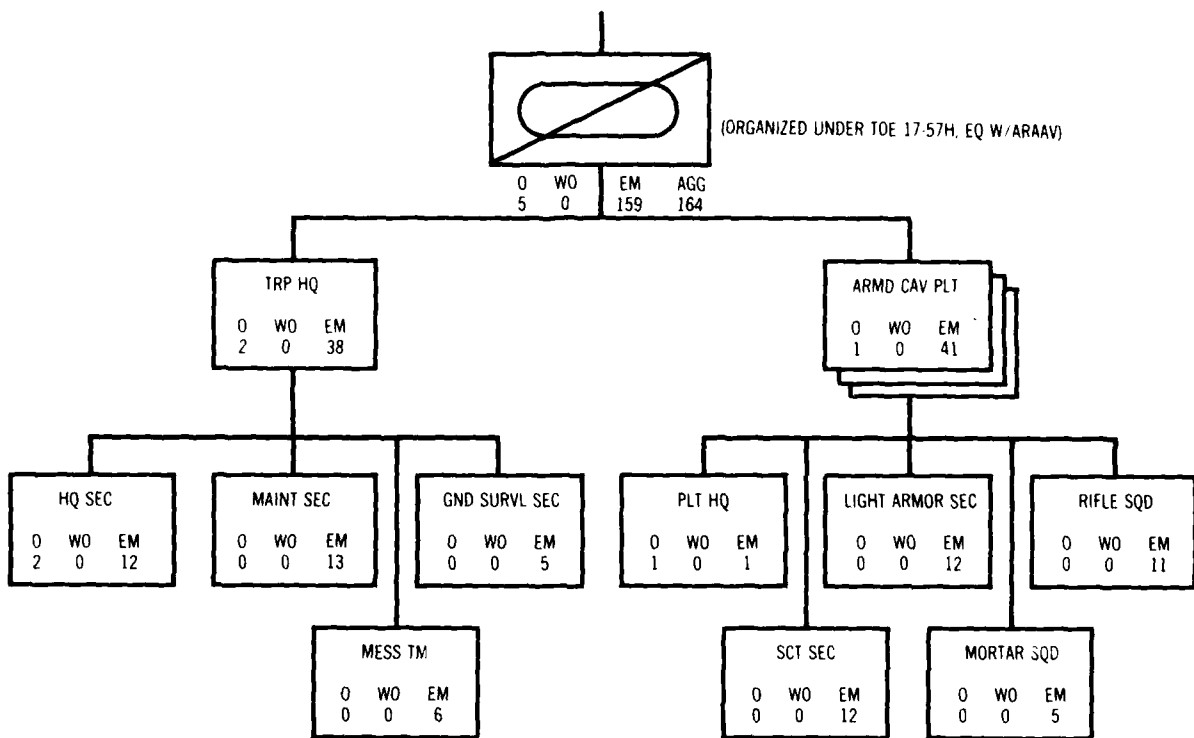 (ORGANIZED UNDER TOE 17-57H, EQ W/ARAAV)
O WO EM AGG
5 0 159 164
TRP HQ
O WO EM
2 0 38
ARMD CAV PLT
O WO EM
1 0 41
HQ SEC
O WO EM
2 0 12
MAINT SEC
O WO EM
0 0 13
GND SURVL SEC
O WO EM
0 0 5
PLT HQ
O WO EM
1 0 1
LIGHT ARMOR SEC
O WO EM
0 0 12
RIFLE SQD
O WO EM
0 0 11
MESS TM
O WO EM
0 0 6
SCT SEC
O WO EM
0 0 12
MORTAR SQD
O WO EM
0 0 5